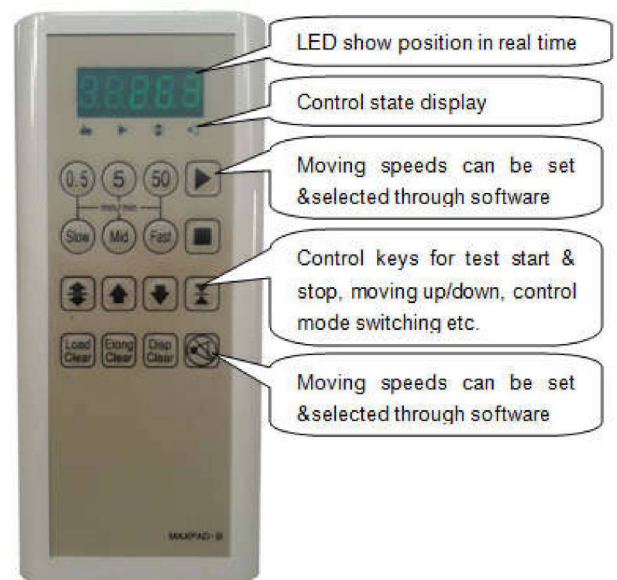 LED show position in real time
Control state display
0.5 5 50
Moving speeds can be set
&selected through software
mm/min
Slow Mid Fast
Control keys for test start &
stop, moving up/down, control
mode switching etc.
Load Elong Disp
Clear Clear Clear
Moving speeds can be set
&selected through software
MAXPAD-B